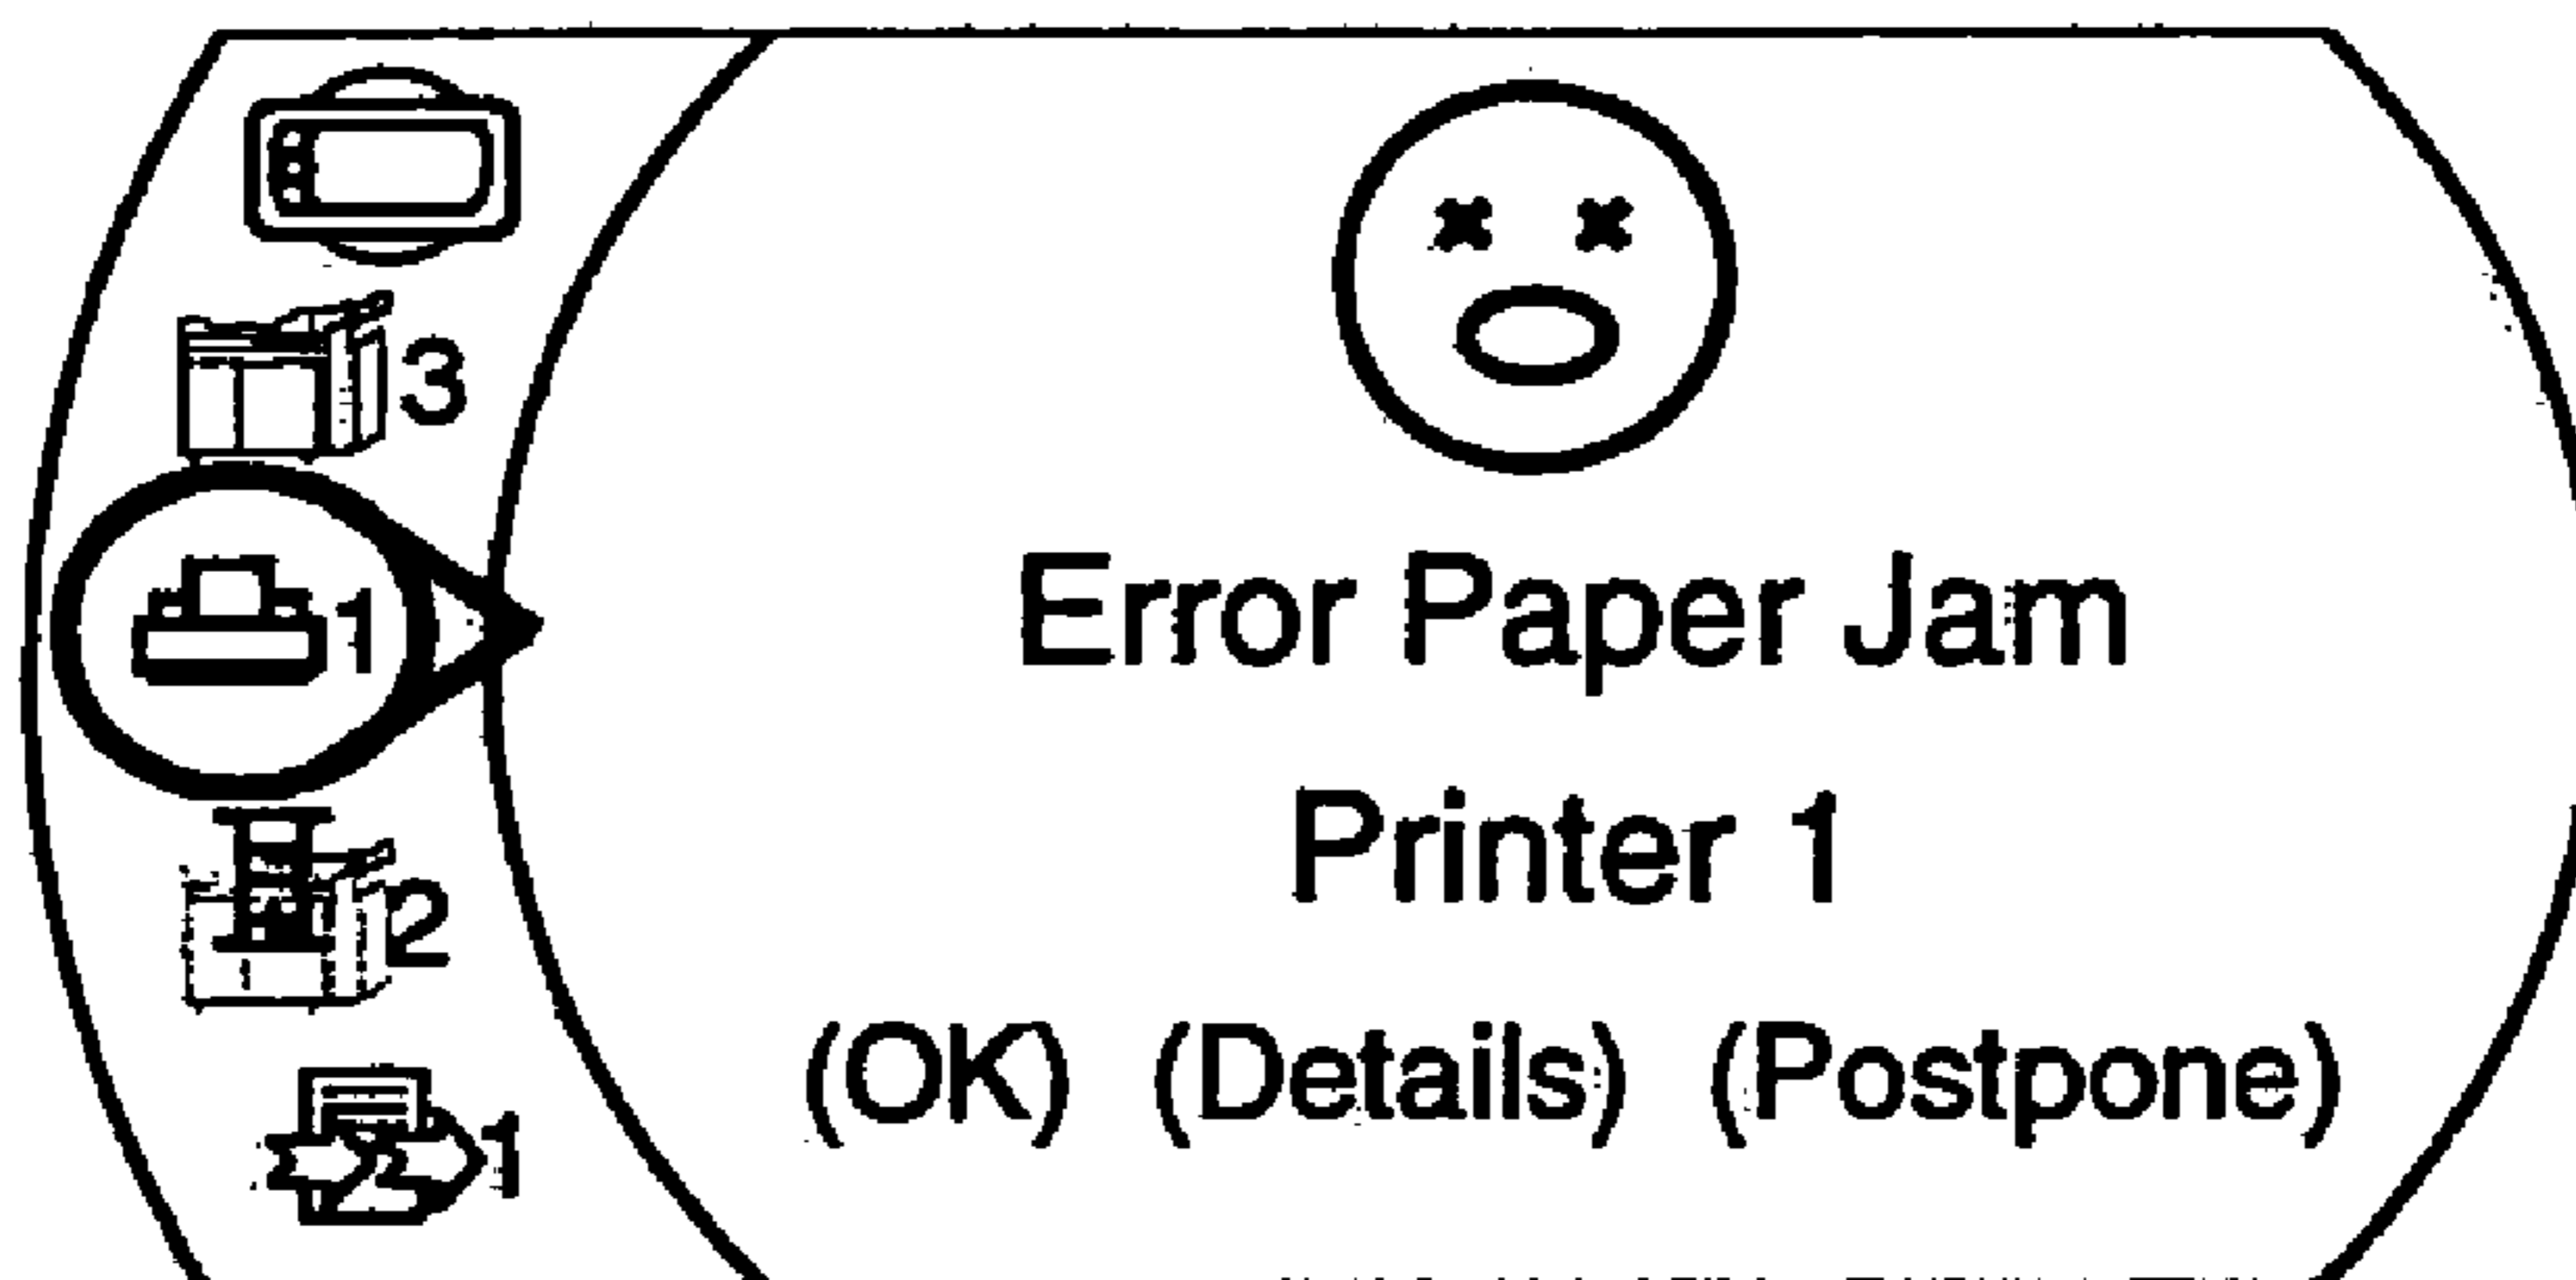 3
1
2
1
Error Paper Jam
Printer 1
(OK) (Details) (Postpone)